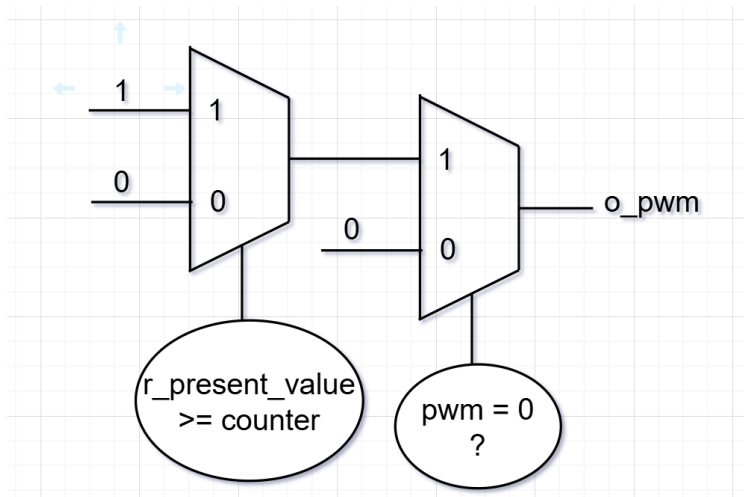 1
1
0
0
1
0
0
o_pwm
r_present_value
>= counter
pwm = 0
?